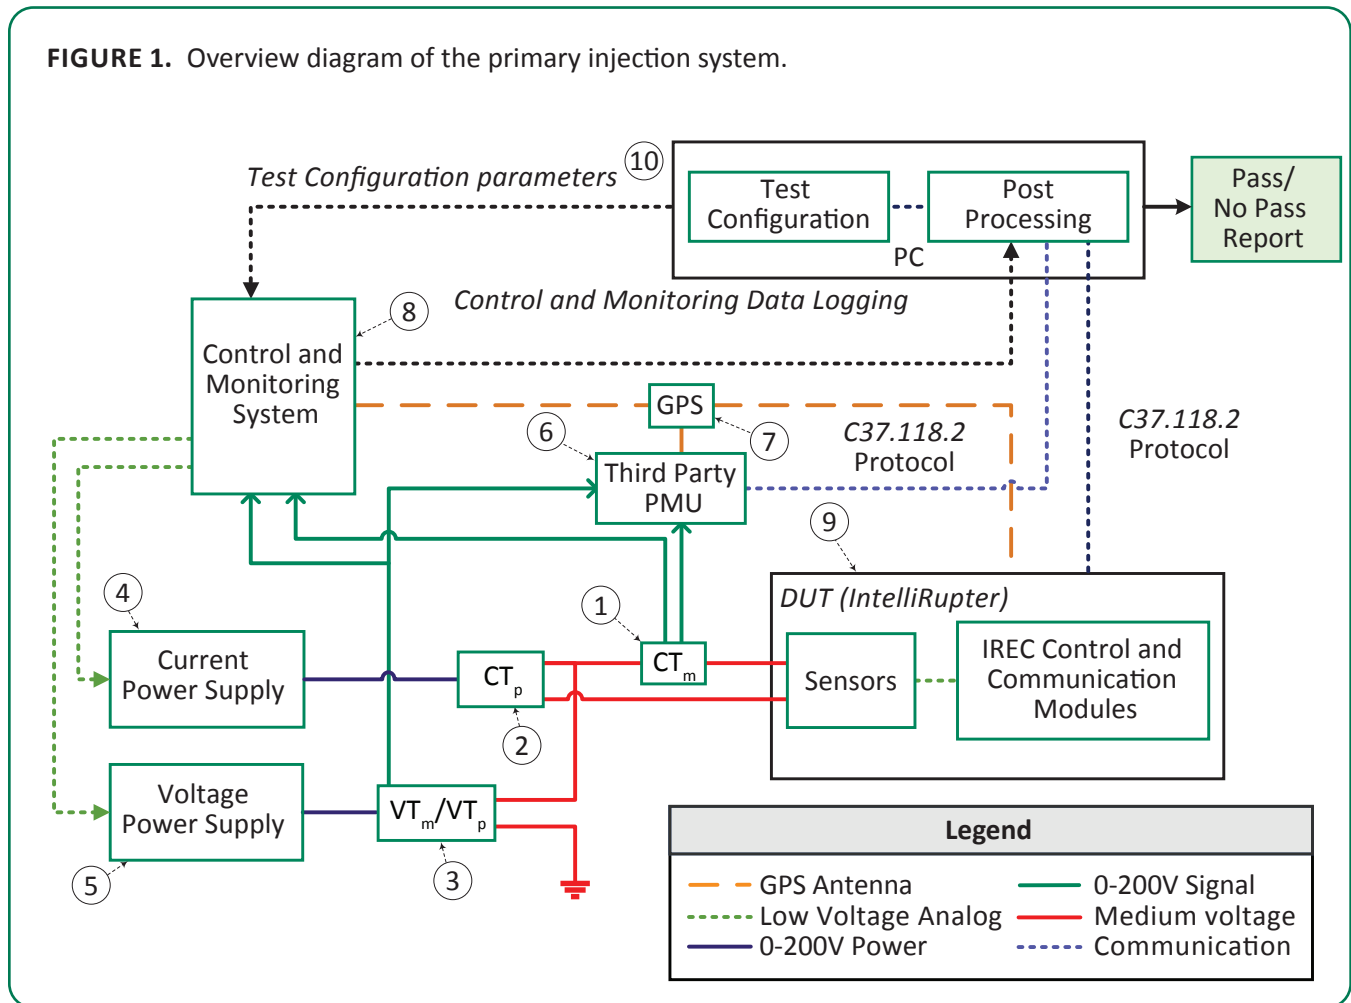 FIGURE 1. Overview diagram of the primary injection system.
10
Test Configuration parameters
Test
Configuration
Post
Processing
PC
Pass/
No Pass
Report
Control and Monitoring Data Logging
8
Control and
Monitoring
System
GPS
7
6
Third Party
PMU
C37.118.2
Protocol
C37.118.2
Protocol
9
DUT (IntelliRupter)
Sensors
IREC Control and
Communication
Modules
4
Current
Power Supply
1
CTm
CTp
2
Voltage
Power Supply
5
VTm/VTp
3
Legend
GPS Antenna
0-200V Signal
Low Voltage Analog
Medium voltage
0-200V Power
Communication